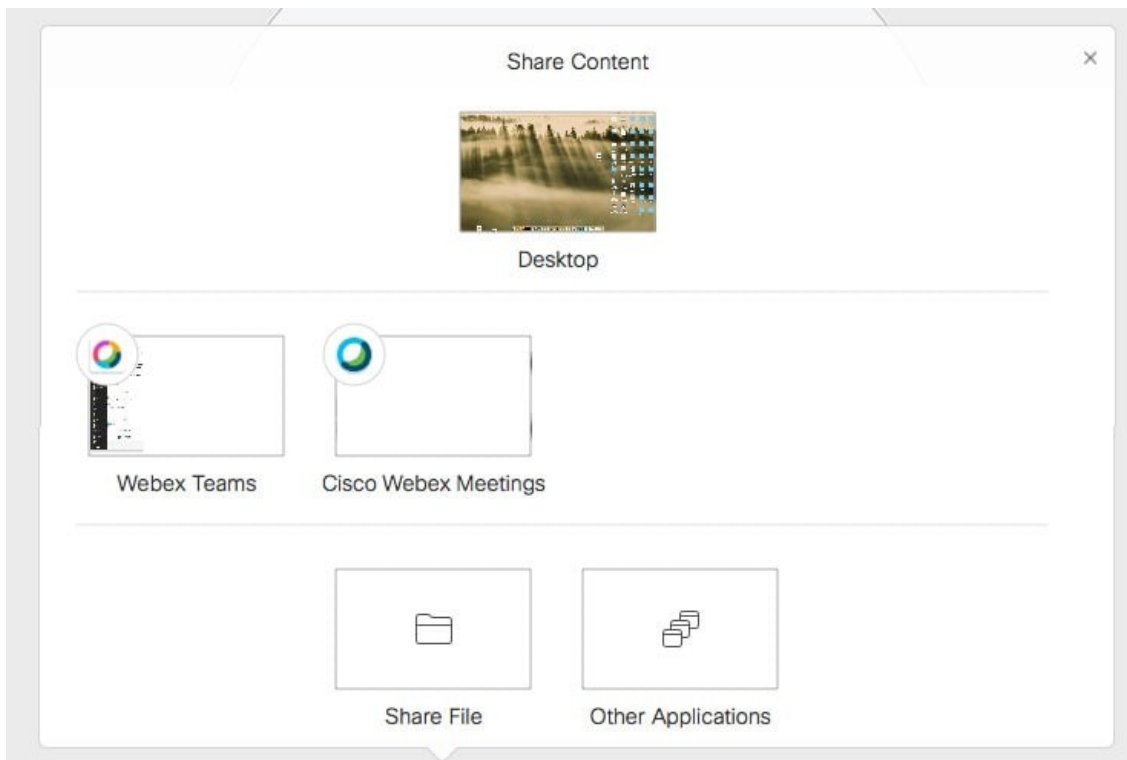 Share Content
Desktop
Webex Teams
Cisco Webex Meetings
Share File
Other Applications